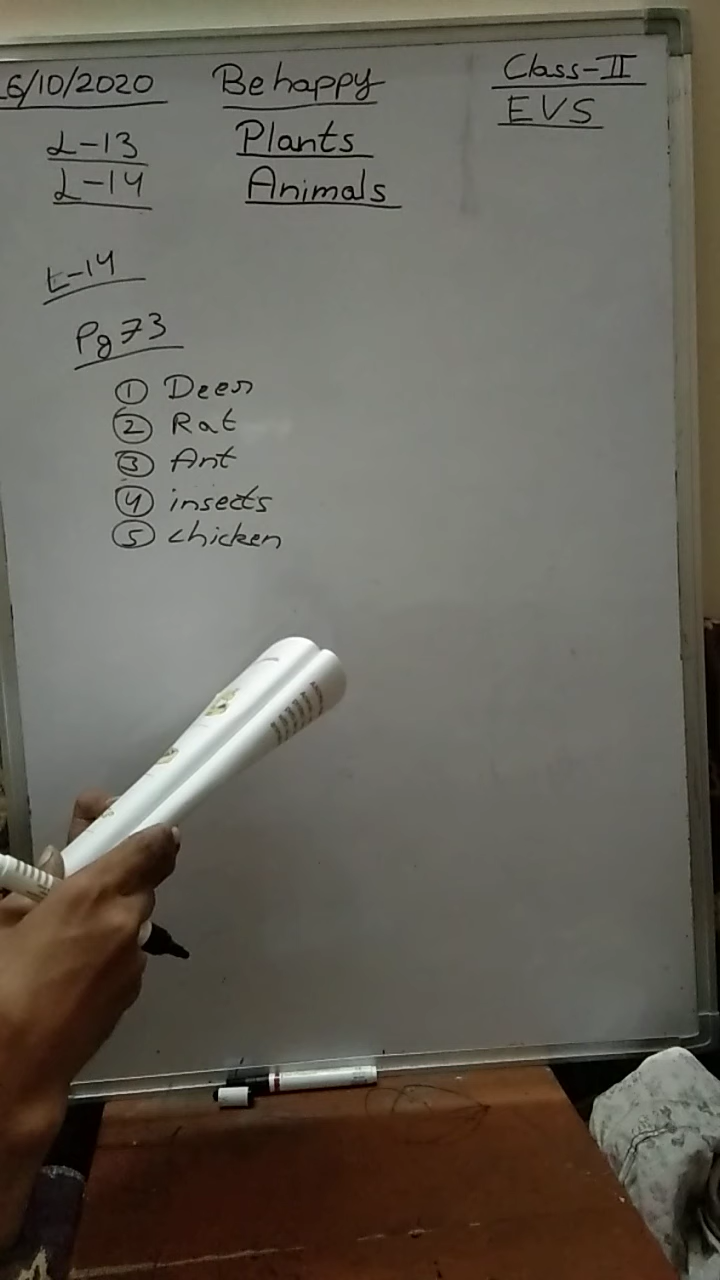 6/10/2020 Be happy Class-II
EVS
L-13 Plants
L-14 Animals
L-14
Pg 73
① Deer
② Rat
③ Ant
④ insects
⑤ chicken